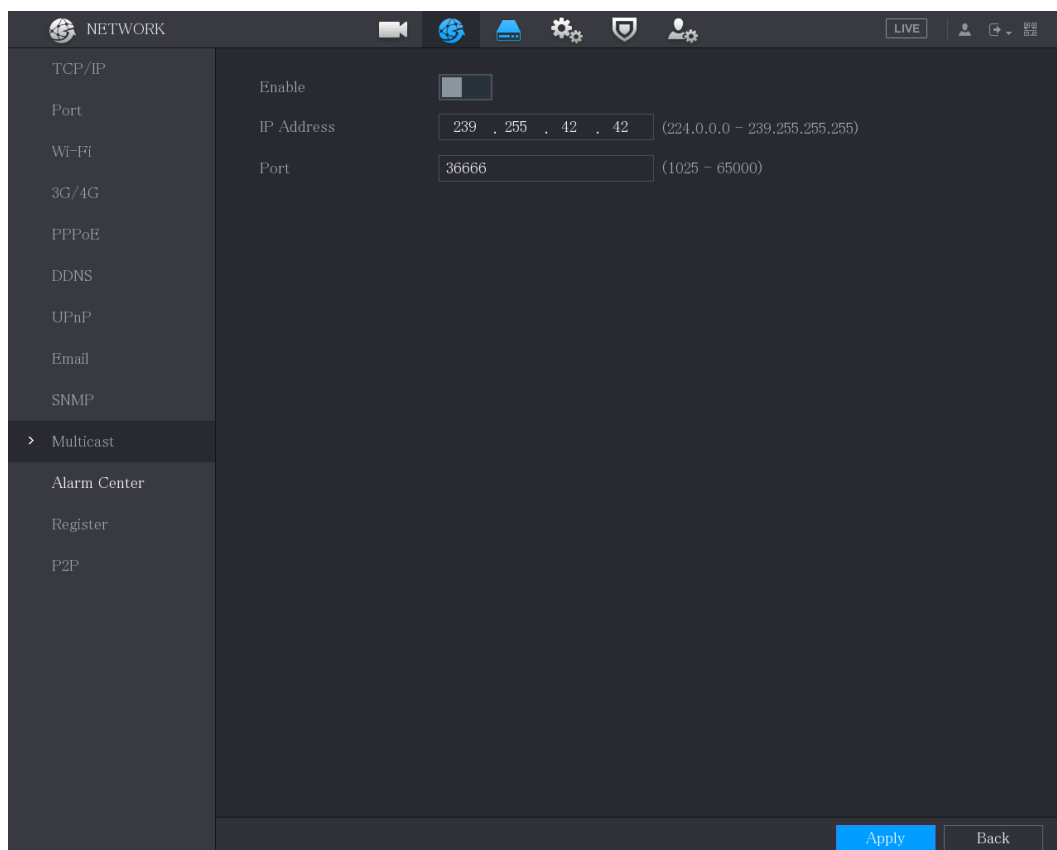 NETWORK
LIVE
TCP/IP
Port
Wi-Fi
3G/4G
PPPoE
DDNS
UPnP
Email
SNMP
Multicast
Alarm Center
Register
P2P
Enable
IP Address 239 . 255 . 42 . 42 (224.0.0.0 - 239.255.255.255)
Port 36666 (1025 - 65000)
Apply Back